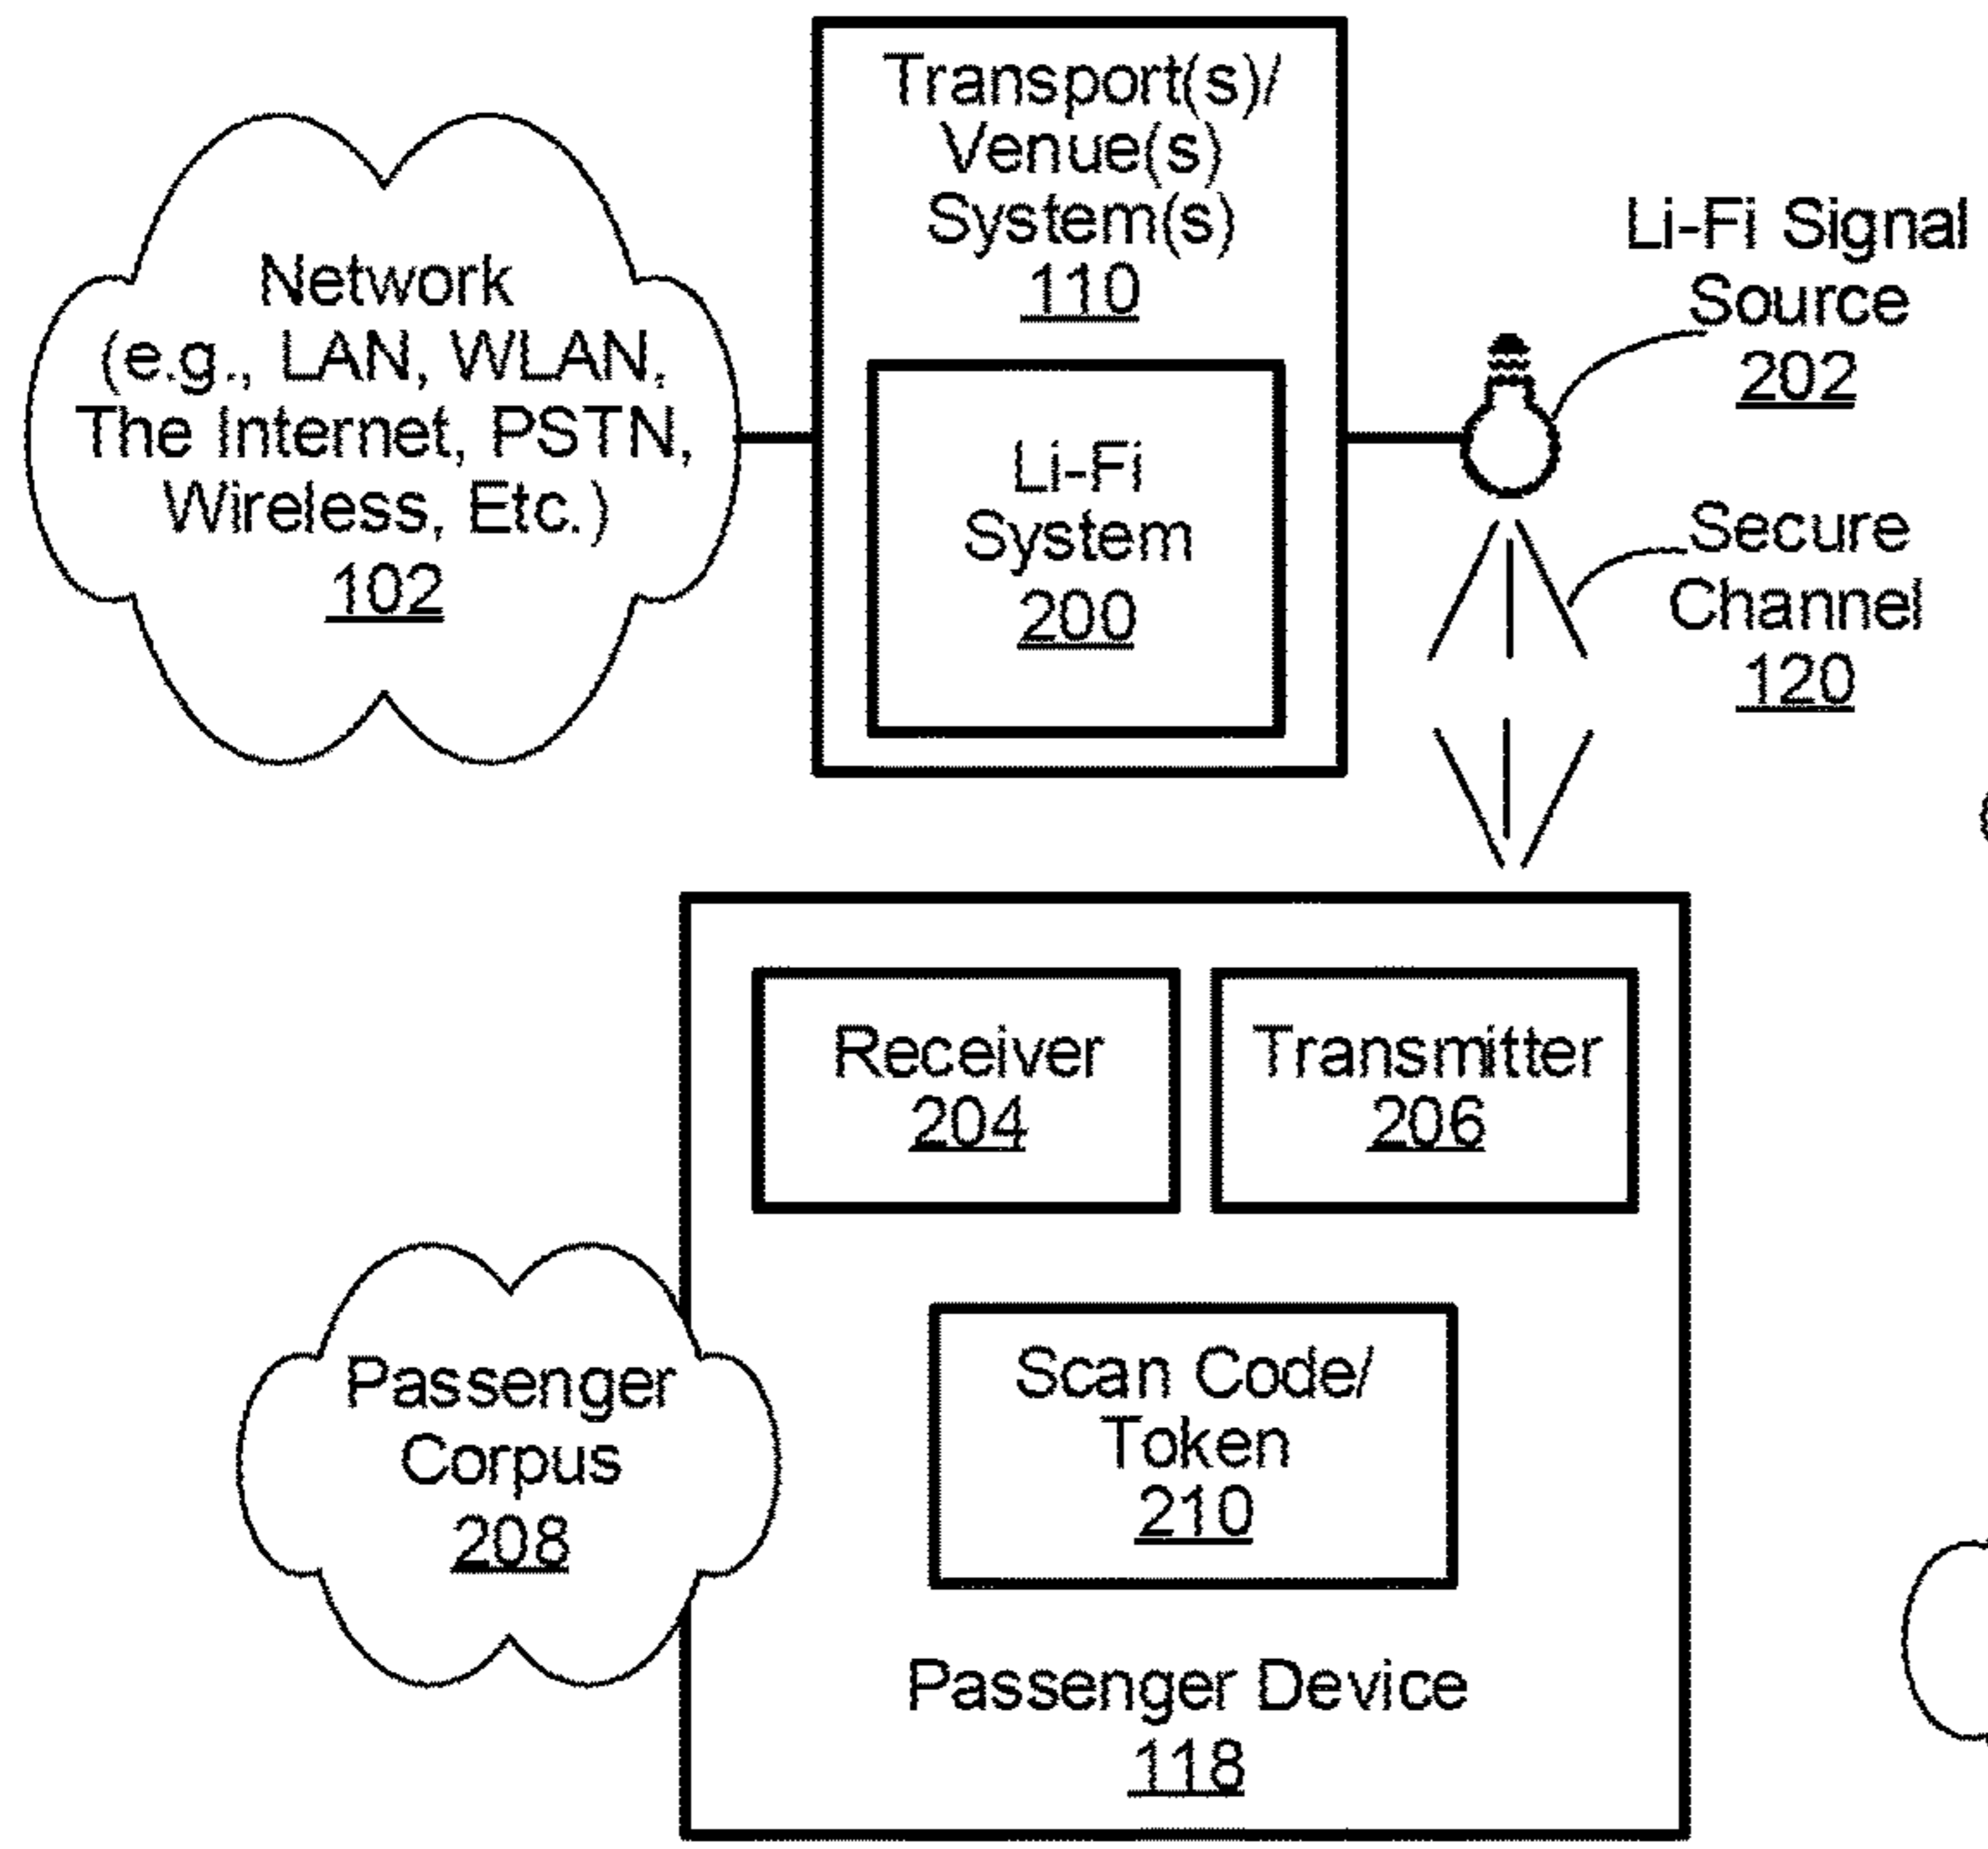 Transport(s)/
Venue(s)
System(s)
110
Network
(e.g., LAN, WLAN,
The Internet, PSTN,
Wireless, Etc.)
102
Li-Fi
System
200
Li-Fi Signal
Source
202
Secure
Channel
120
Receiver
204
Transmitter
206
Passenger
Corpus
208
Scan Code/
Token
210
Passenger Device
118